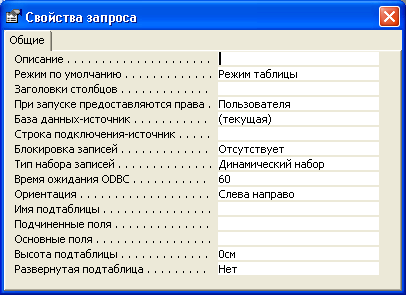 Свойства запроса
Общие
Описание . . . . . . . . . . . . . . . . . . .
Режим по умолчанию . . . . . . . . . . . . Режим таблицы
Заголовки столбцов . . . . . . . . . . . .
При запуске предоставляются права . Пользователя
База данных-источник . . . . . . . . . . . (текущая)
Строка подключения-источник . . . . .
Блокировка записей . . . . . . . . . . . . Отсутствует
Тип набора записей . . . . . . . . . . . . Динамический набор
Время ожидания ODBC . . . . . . . . . . . 60
Ориентация . . . . . . . . . . . . . . . . . Слева направо
Имя подтаблицы . . . . . . . . . . . . . .
Подчиненные поля . . . . . . . . . . . . .
Основные поля . . . . . . . . . . . . . . .
Высота подтаблицы . . . . . . . . . . . . 0см
Развернутая подтаблица . . . . . . . . . Нет